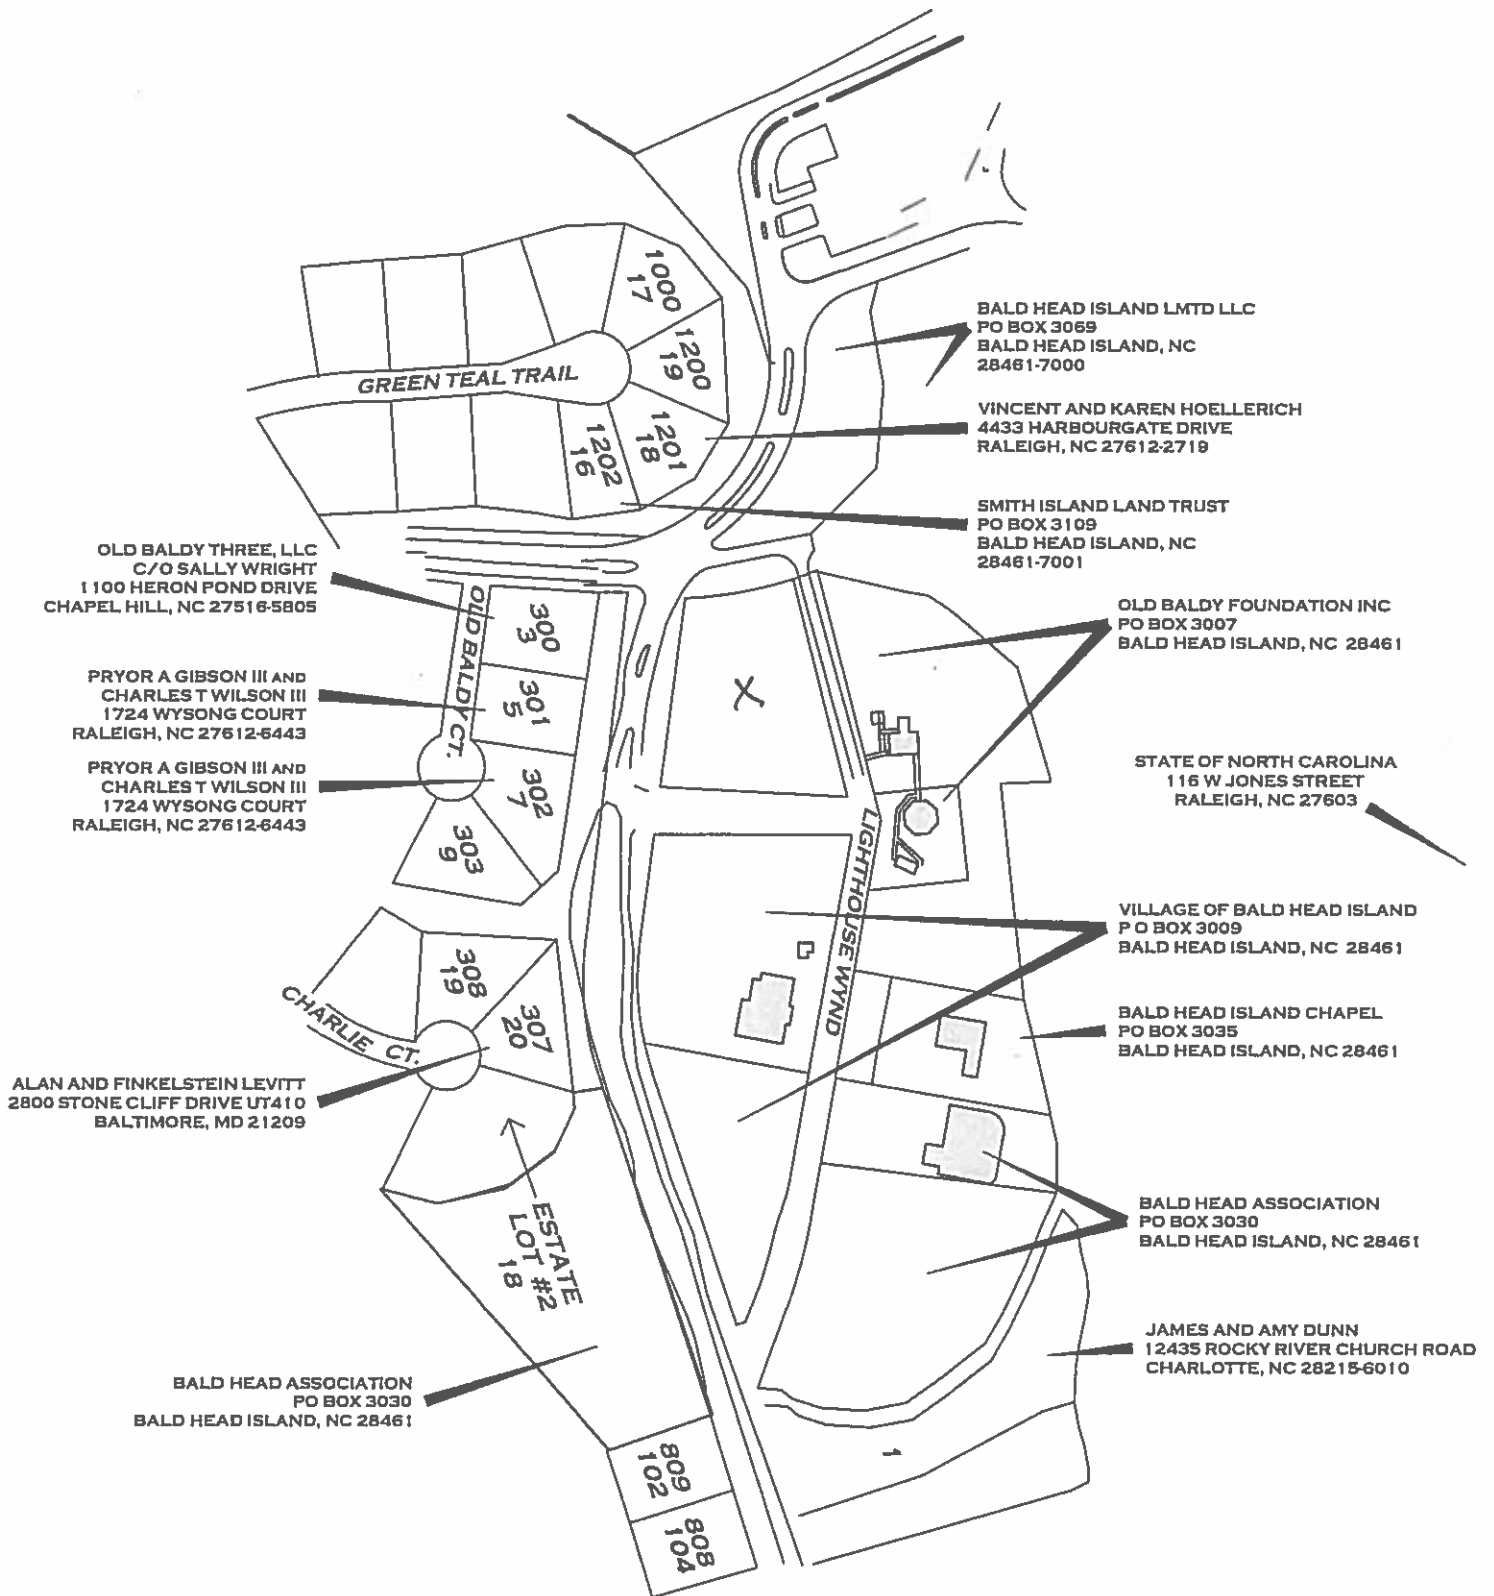 1000
17
1200
19
GREEN TEAL TRAIL
1201
18
1202
16
BALD HEAD ISLAND LMTD LLC
PO BOX 3069
BALD HEAD ISLAND, NC
28461-7000
VINCENT AND KAREN HOELLERICH
4433 HARBOURGATE DRIVE
RALEIGH, NC 27612-2719
SMITH ISLAND LAND TRUST
PO BOX 3109
BALD HEAD ISLAND, NC
28461-7001
OLD BALDY THREE, LLC
C/O SALLY WRIGHT
1100 HERON POND DRIVE
CHAPEL HILL, NC 27516-5805
OLD BALDY CT.
300
3
OLD BALDY FOUNDATION INC
PO BOX 3007
BALD HEAD ISLAND, NC 28461
PRYOR A GIBSON III AND
CHARLES T WILSON III
1724 WYSONG COURT
RALEIGH, NC 27612-6443
301
5
X
PRYOR A GIBSON III AND
CHARLES T WILSON III
1724 WYSONG COURT
RALEIGH, NC 27612-6443
302
7
303
9
STATE OF NORTH CAROLINA
116 W JONES STREET
RALEIGH, NC 27603
LIGHTHOUSE WYND
VILLAGE OF BALD HEAD ISLAND
P O BOX 3009
BALD HEAD ISLAND, NC 28461
308
19
307
20
CHARLIE CT.
BALD HEAD ISLAND CHAPEL
PO BOX 3035
BALD HEAD ISLAND, NC 28461
ALAN AND FINKELSTEIN LEVITT
2800 STONE CLIFF DRIVE UT410
BALTIMORE, MD 21209
ESTATE
LOT #2
18
BALD HEAD ASSOCIATION
PO BOX 3030
BALD HEAD ISLAND, NC 28461
JAMES AND AMY DUNN
12435 ROCKY RIVER CHURCH ROAD
CHARLOTTE, NC 28215-6010
BALD HEAD ASSOCIATION
PO BOX 3030
BALD HEAD ISLAND, NC 28461
1
809
102
808
104